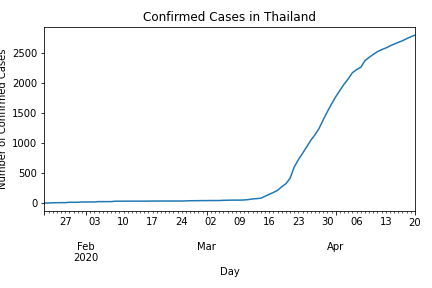 Confirmed Cases in Thailand
Number of Confirmed Cases
2500
2000
1500
1000
500
0
27 03 10 17 24 02 09 16 23 30 06 13 20
Feb Mar Apr
2020
Day